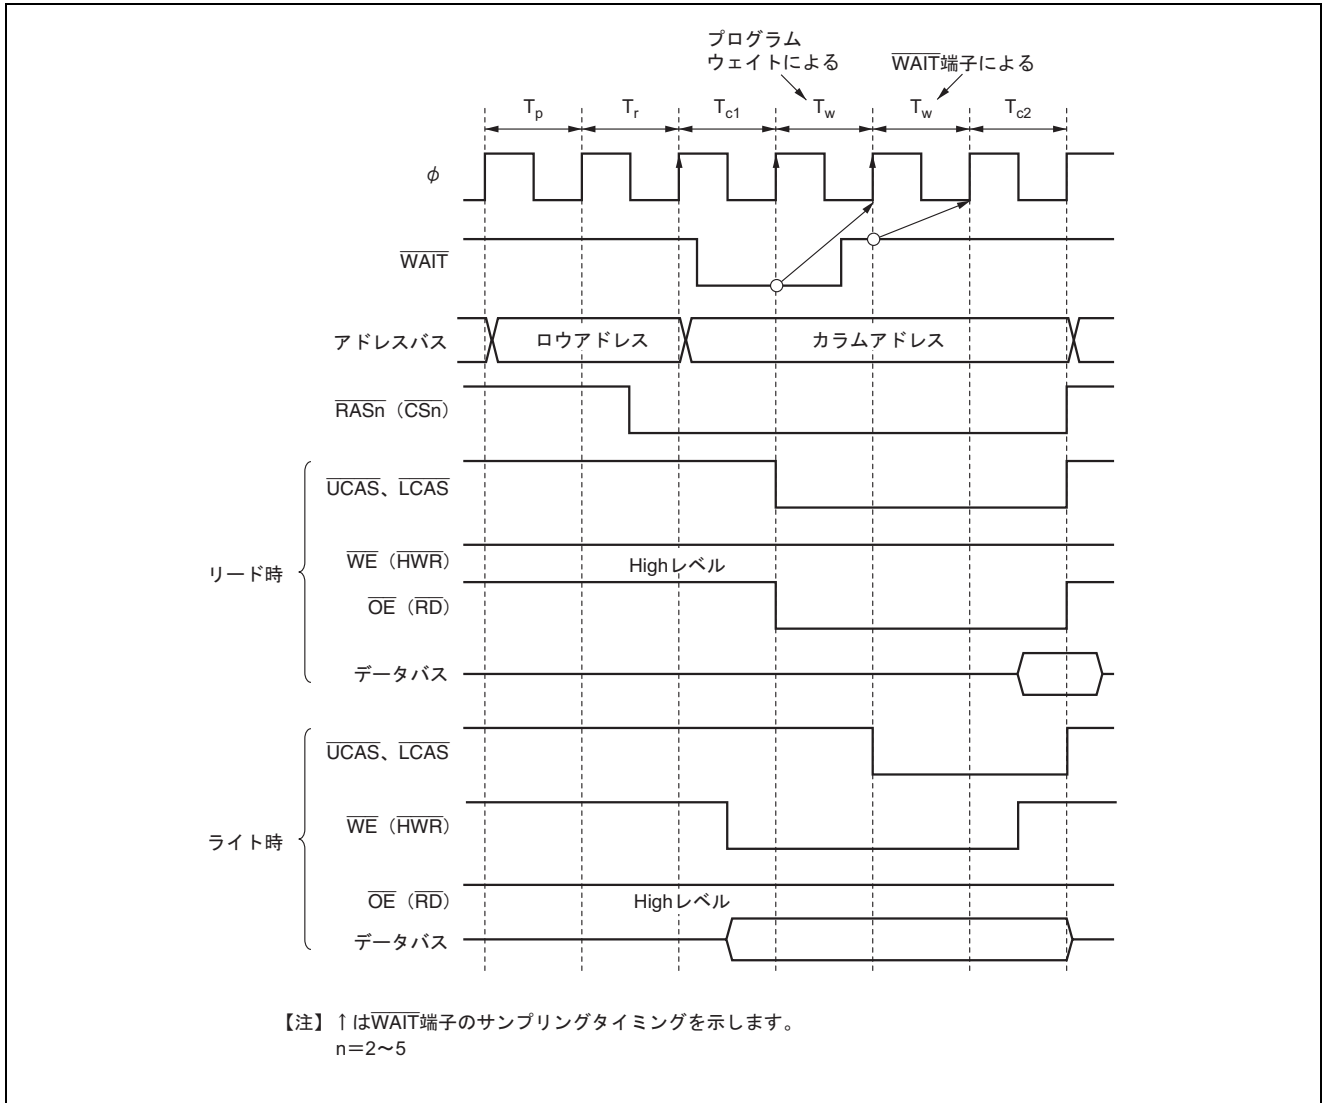 プログラム
ウェイトによる
WAIT端子による
Tp
Tr
Tc1
Tw
Tw
Tc2
φ
WAIT
アドレスバス
ロウアドレス
カラムアドレス
RASn（CSn）
リード時
UCAS、LCAS
WE（HWR）
Highレベル
OE（RD）
データバス
ライト時
UCAS、LCAS
WE（HWR）
OE（RD）
Highレベル
データバス
【注】↑はWAIT端子のサンプリングタイミングを示します。
n＝2～5